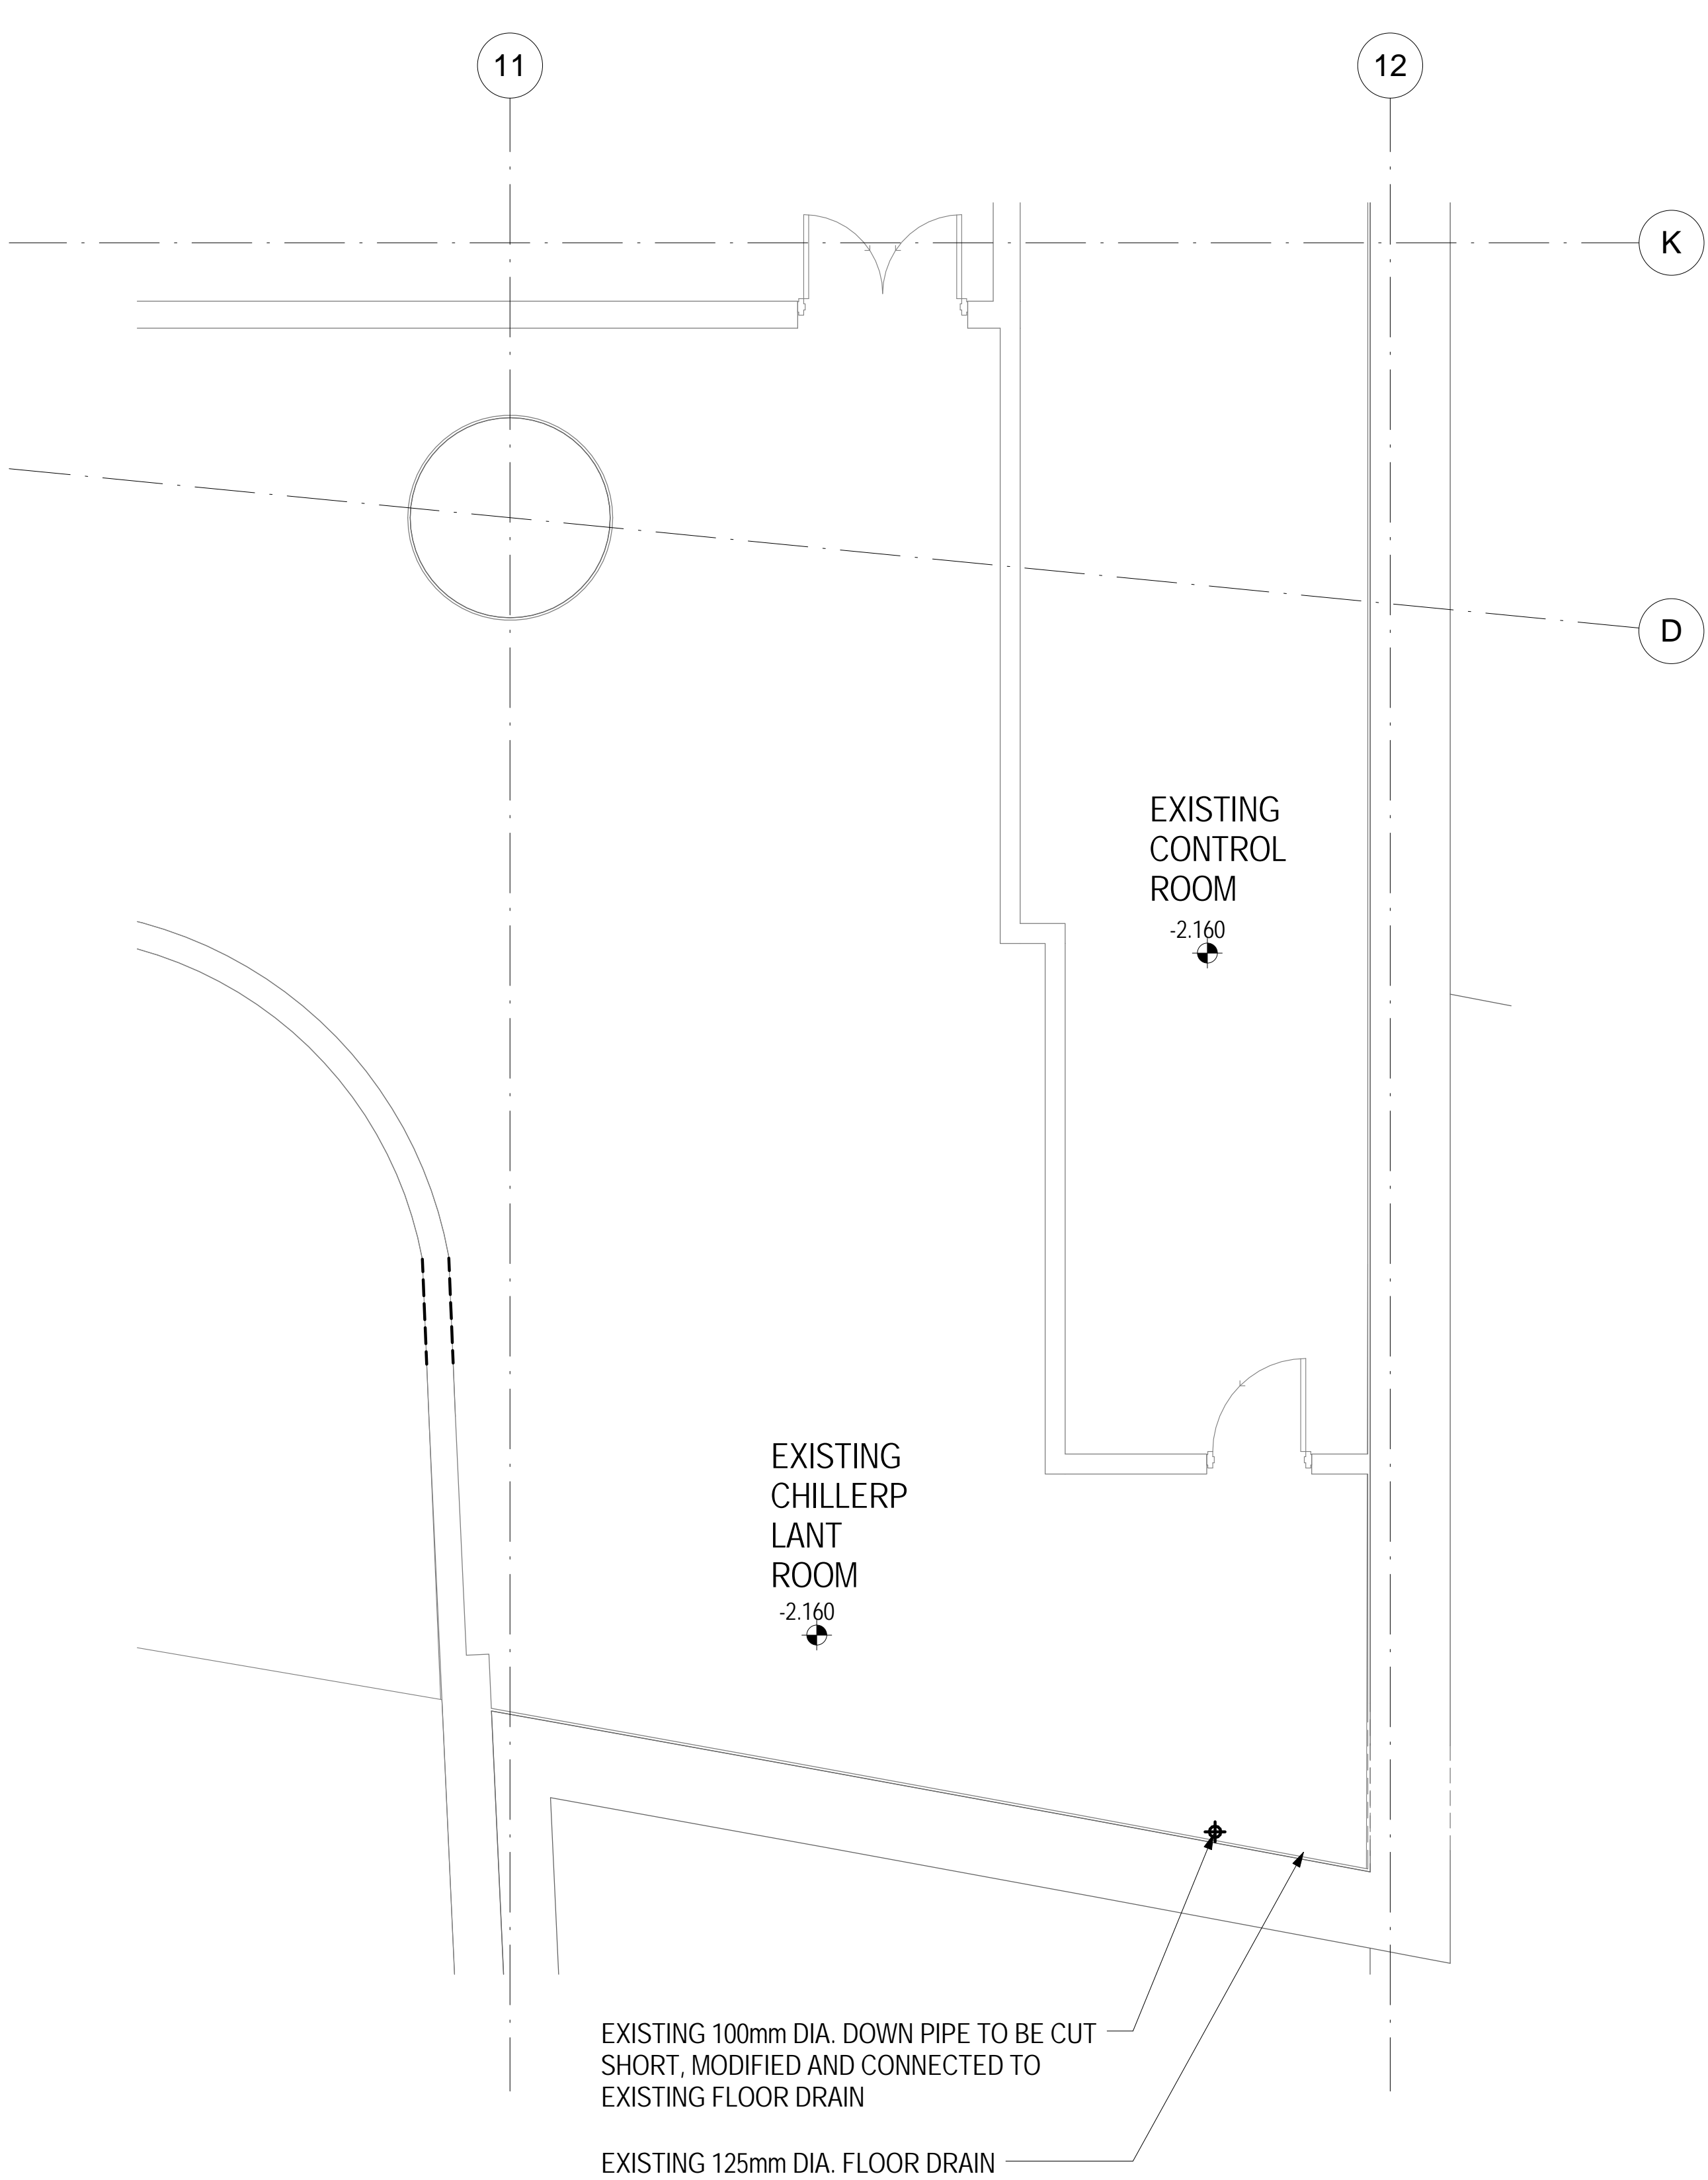 11
12
K
D
EXISTING
CONTROL
ROOM
-2.160
EXISTING
CHILLERP
LANT
ROOM
-2.160
EXISTING 100mm DIA. DOWN PIPE TO BE CUT
SHORT, MODIFIED AND CONNECTED TO
EXISTING FLOOR DRAIN
EXISTING 125mm DIA. FLOOR DRAIN